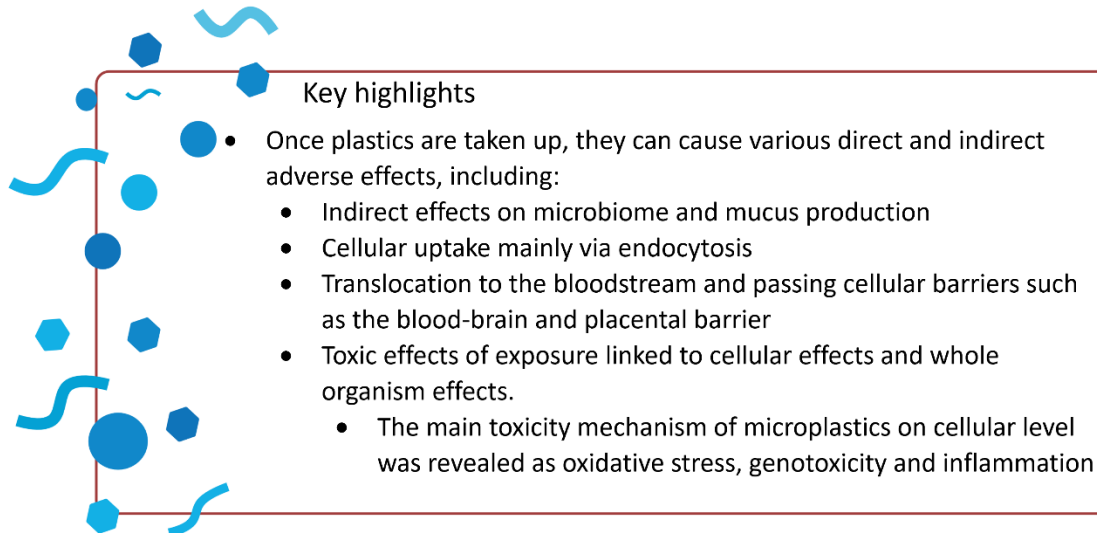 Key highlights
• Once plastics are taken up, they can cause various direct and indirect
adverse effects, including:
• Indirect effects on microbiome and mucus production
• Cellular uptake mainly via endocytosis
• Translocation to the bloodstream and passing cellular barriers such
as the blood-brain and placental barrier
• Toxic effects of exposure linked to cellular effects and whole
organism effects.
• The main toxicity mechanism of microplastics on cellular level
was revealed as oxidative stress, genotoxicity and inflammation